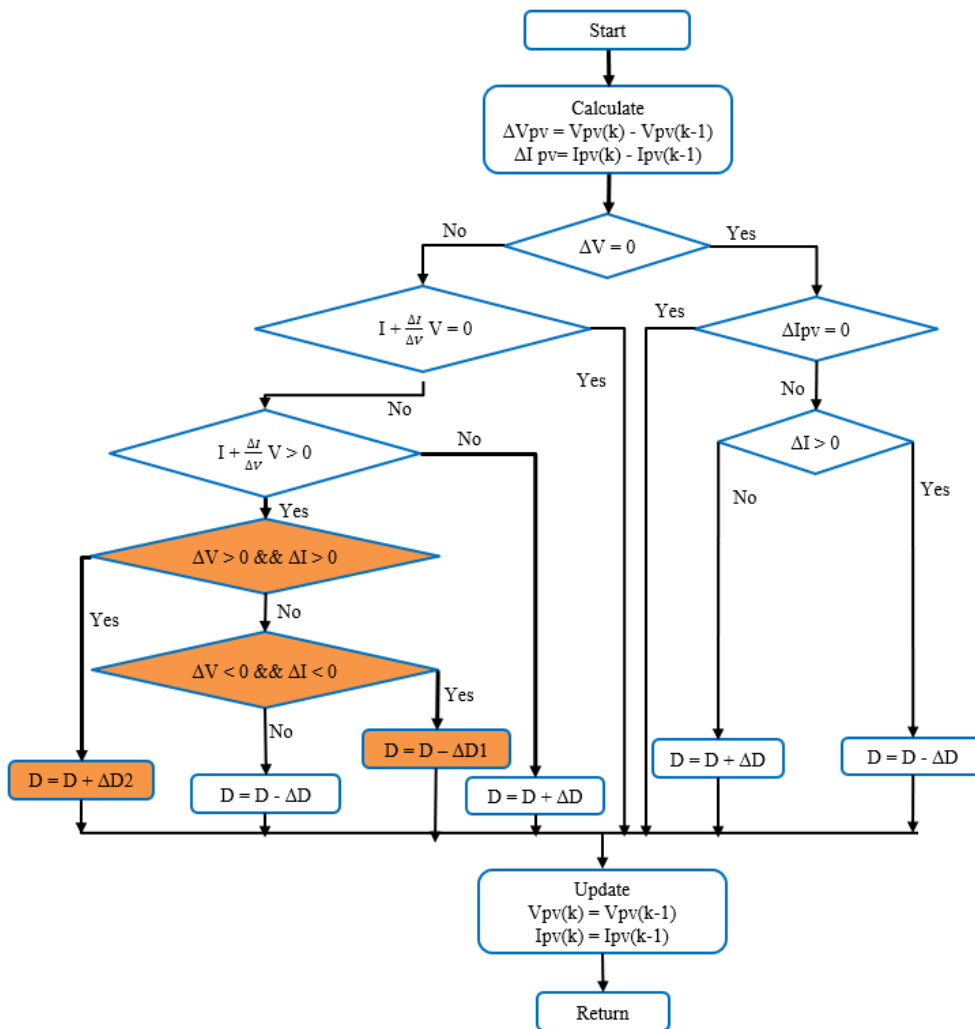 Start
Calculate
ΔVpv = Vpv(k) - Vpv(k-1)
ΔI pv= Ipv(k) - Ipv(k-1)
No
ΔV = 0
Yes
I + ΔI/ΔV V = 0
Yes
ΔIpv = 0
Yes
No
No
I + ΔI/ΔV V > 0
No
ΔI > 0
No
Yes
Yes
ΔV > 0 && ΔI > 0
Yes
No
ΔV < 0 && ΔI < 0
Yes
No
D = D + ΔD2
D = D - ΔD
D = D – ΔD1
D = D + ΔD
D = D + ΔD
D = D - ΔD
Update
Vpv(k) = Vpv(k-1)
Ipv(k) = Ipv(k-1)
Return